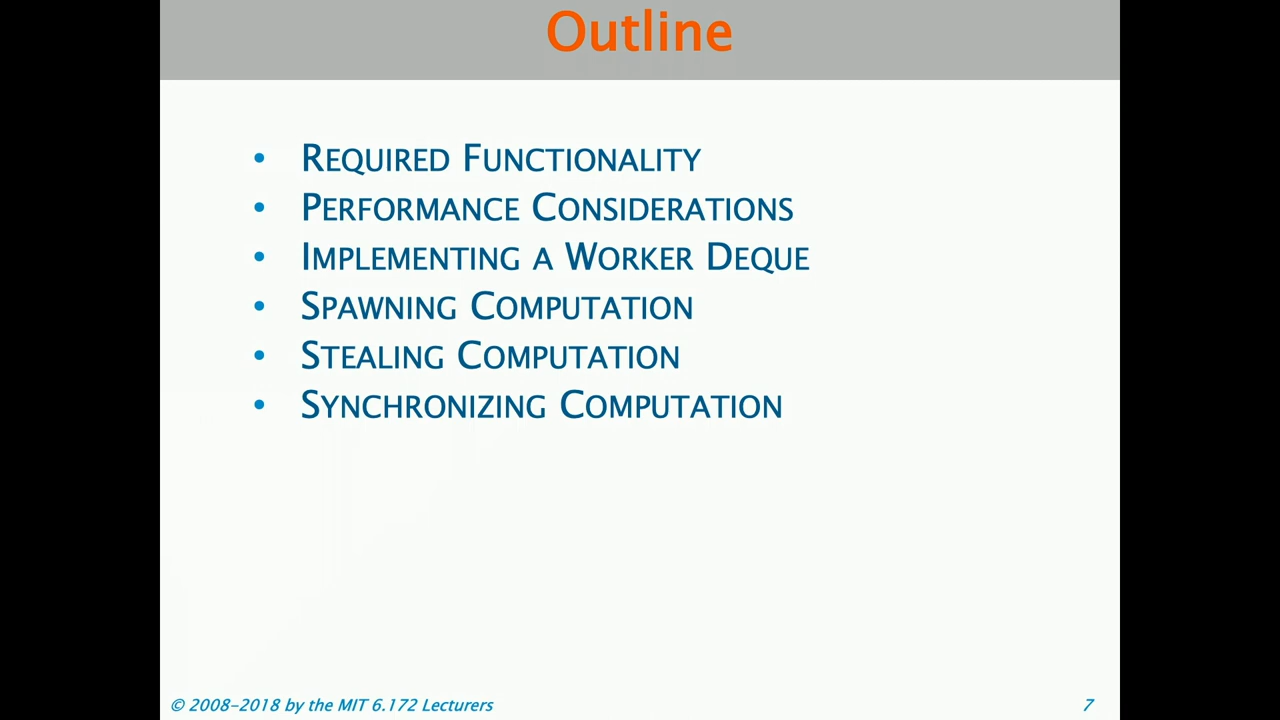 Outline
• Required Functionality
• Performance Considerations
• Implementing a Worker Deque
• Spawning Computation
• Stealing Computation
• Synchronizing Computation
© 2008–2018 by the MIT 6.172 Lecturers
7